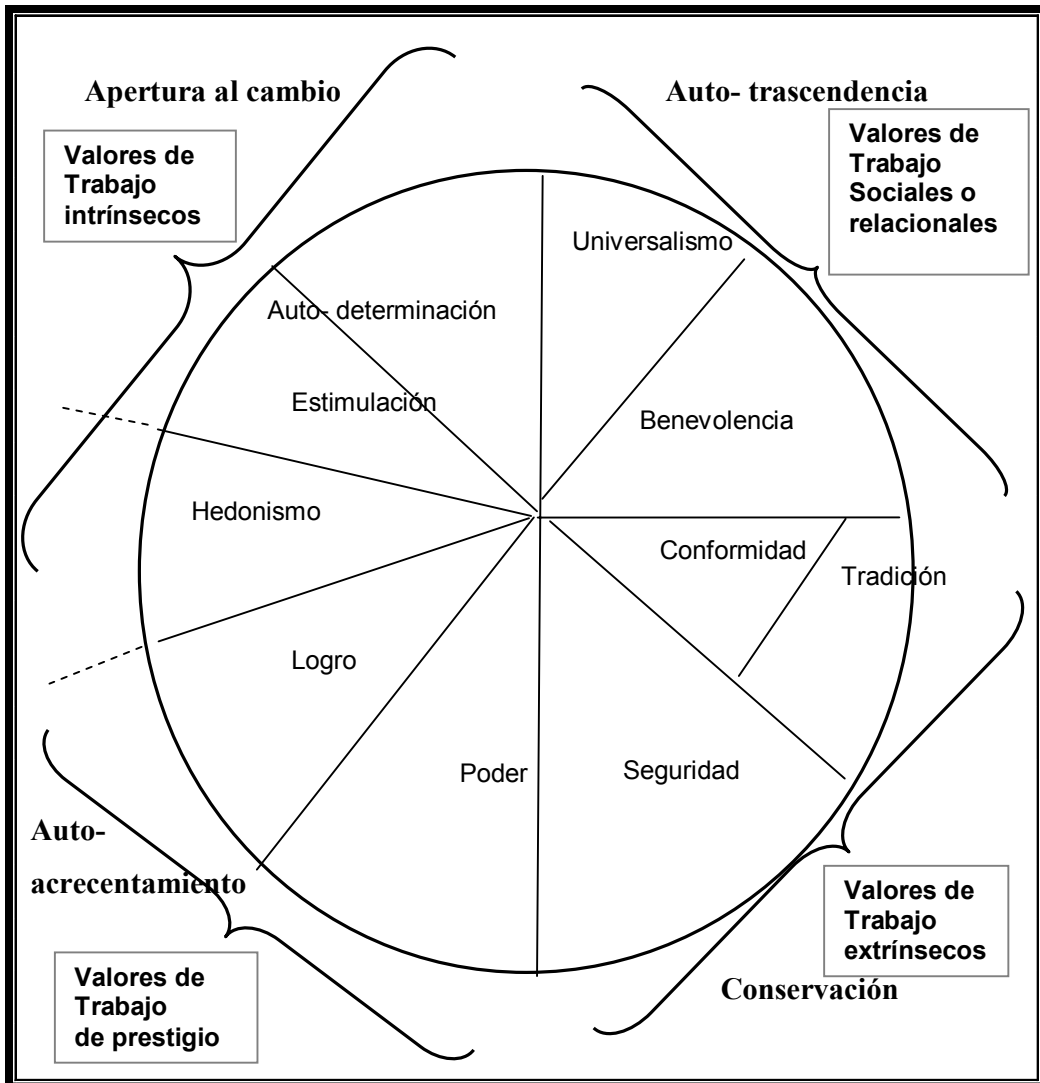 Apertura al cambio
Auto- trascendencia
Valores de
Trabajo
intrínsecos
Valores de
Trabajo
Sociales o
relacionales
Universalismo
Auto- determinación
Estimulación
Benevolencia
Hedonismo
Conformidad
Tradición
Logro
Poder
Seguridad
Auto-
acrecentamiento
Valores de
Trabajo
extrínsecos
Valores de
Trabajo
de prestigio
Conservación